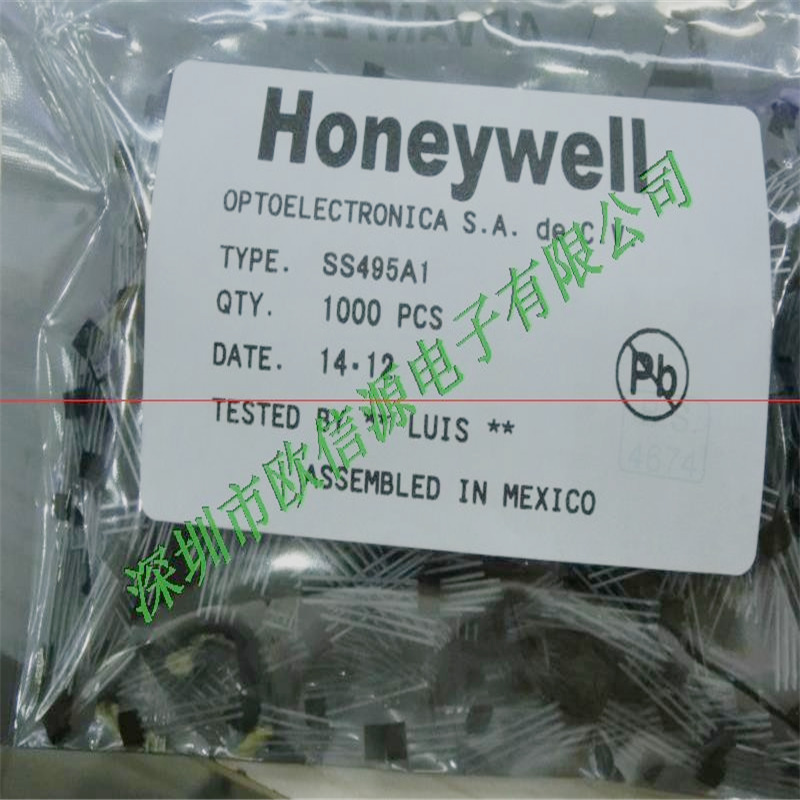 ADVANTEK
Honeywell
OPTOELECTRONICA S.A. de C.V.
TYPE. SS495A1
QTY. 1000 PCS
DATE. 14·12
TESTED BY ** LUIS **
ASSEMBLED IN MEXICO
Pb
4674
深圳市欧信源电子有限公司